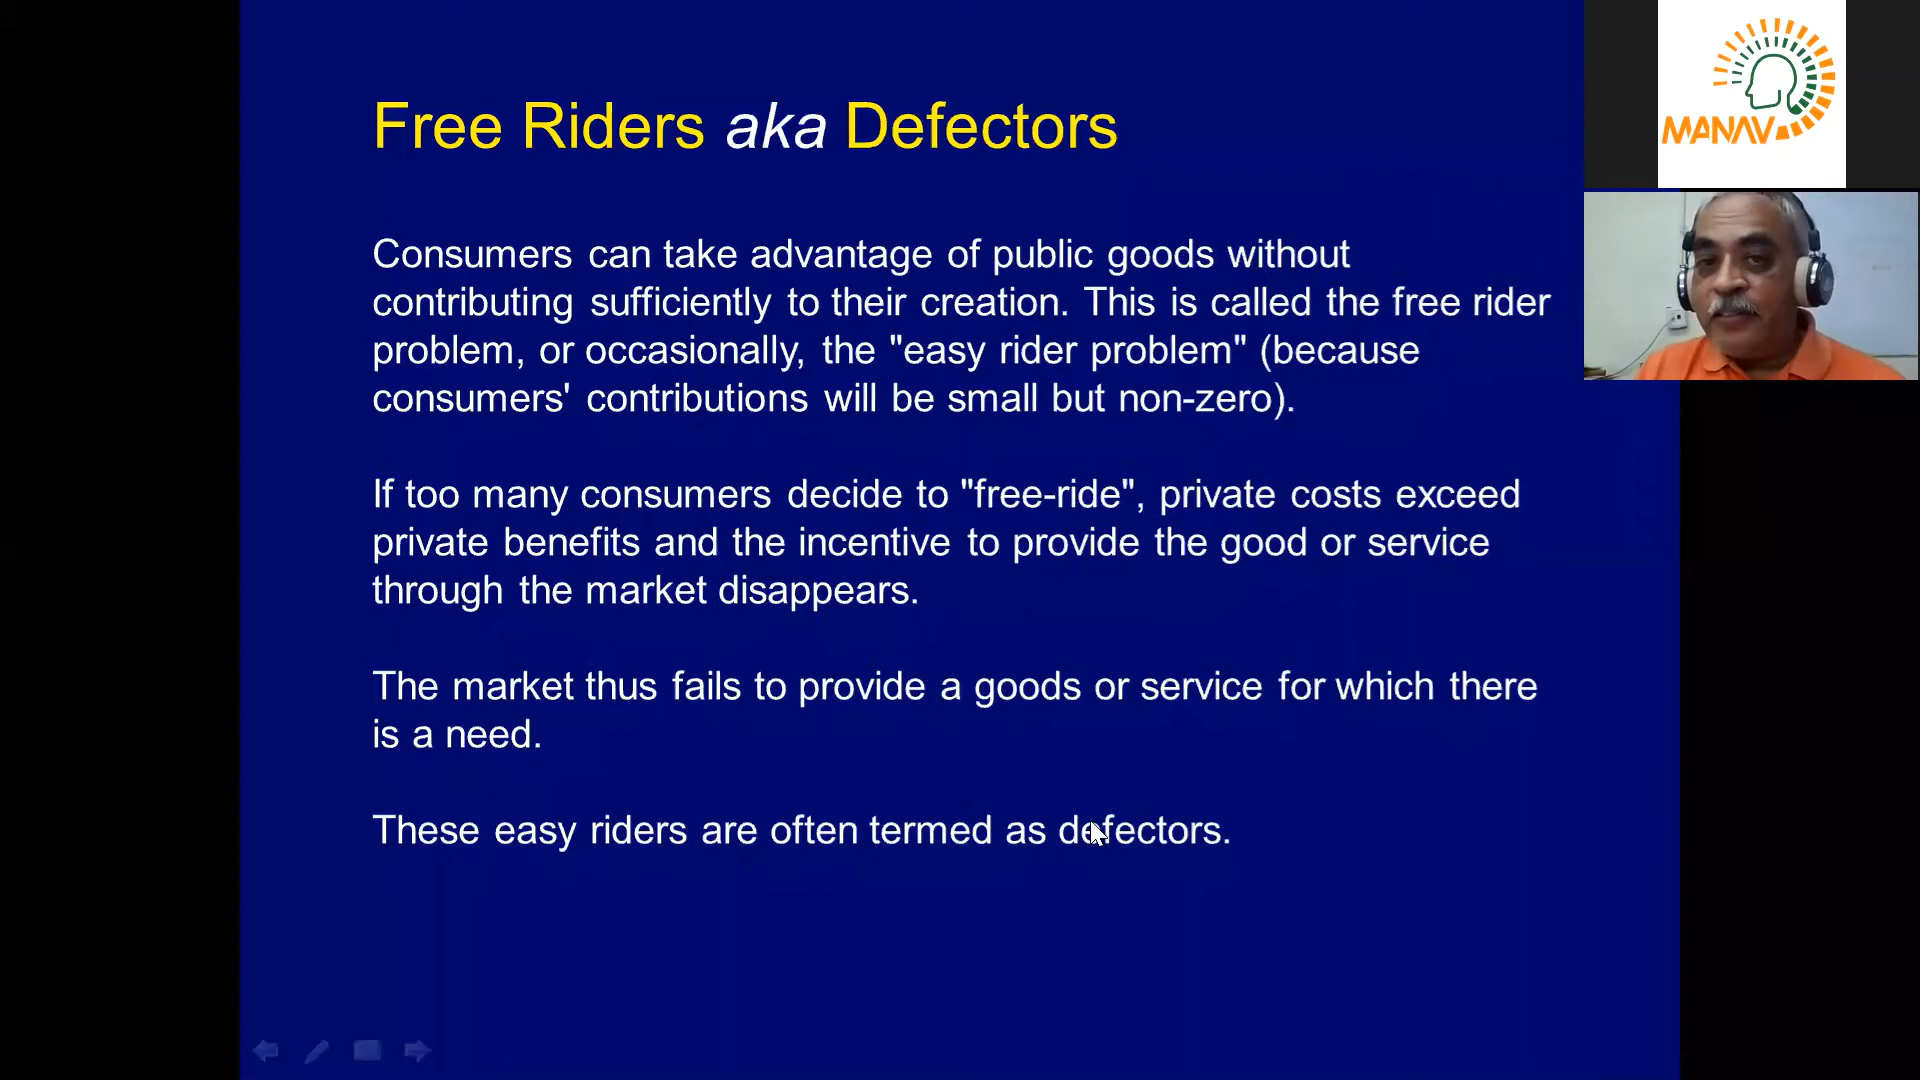 Free Riders aka Defectors
Consumers can take advantage of public goods without
contributing sufficiently to their creation. This is called the free rider
problem, or occasionally, the "easy rider problem" (because
consumers' contributions will be small but non-zero).
If too many consumers decide to "free-ride", private costs exceed
private benefits and the incentive to provide the good or service
through the market disappears.
The market thus fails to provide a goods or service for which there
is a need.
These easy riders are often termed as defectors.
MANAV